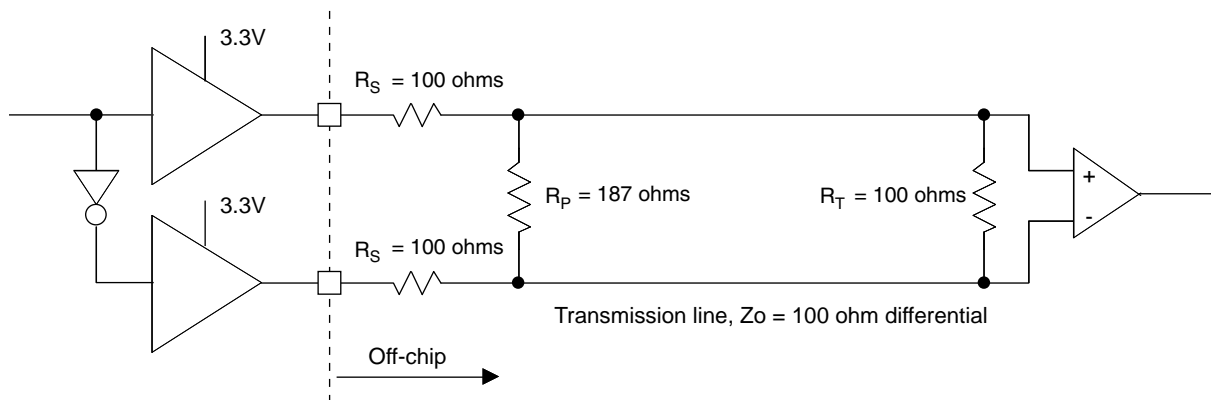 3.3V
R_S = 100 ohms
R_P = 187 ohms
R_T = 100 ohms
+
-
3.3V
R_S = 100 ohms
Transmission line, Zo = 100 ohm differential
Off-chip